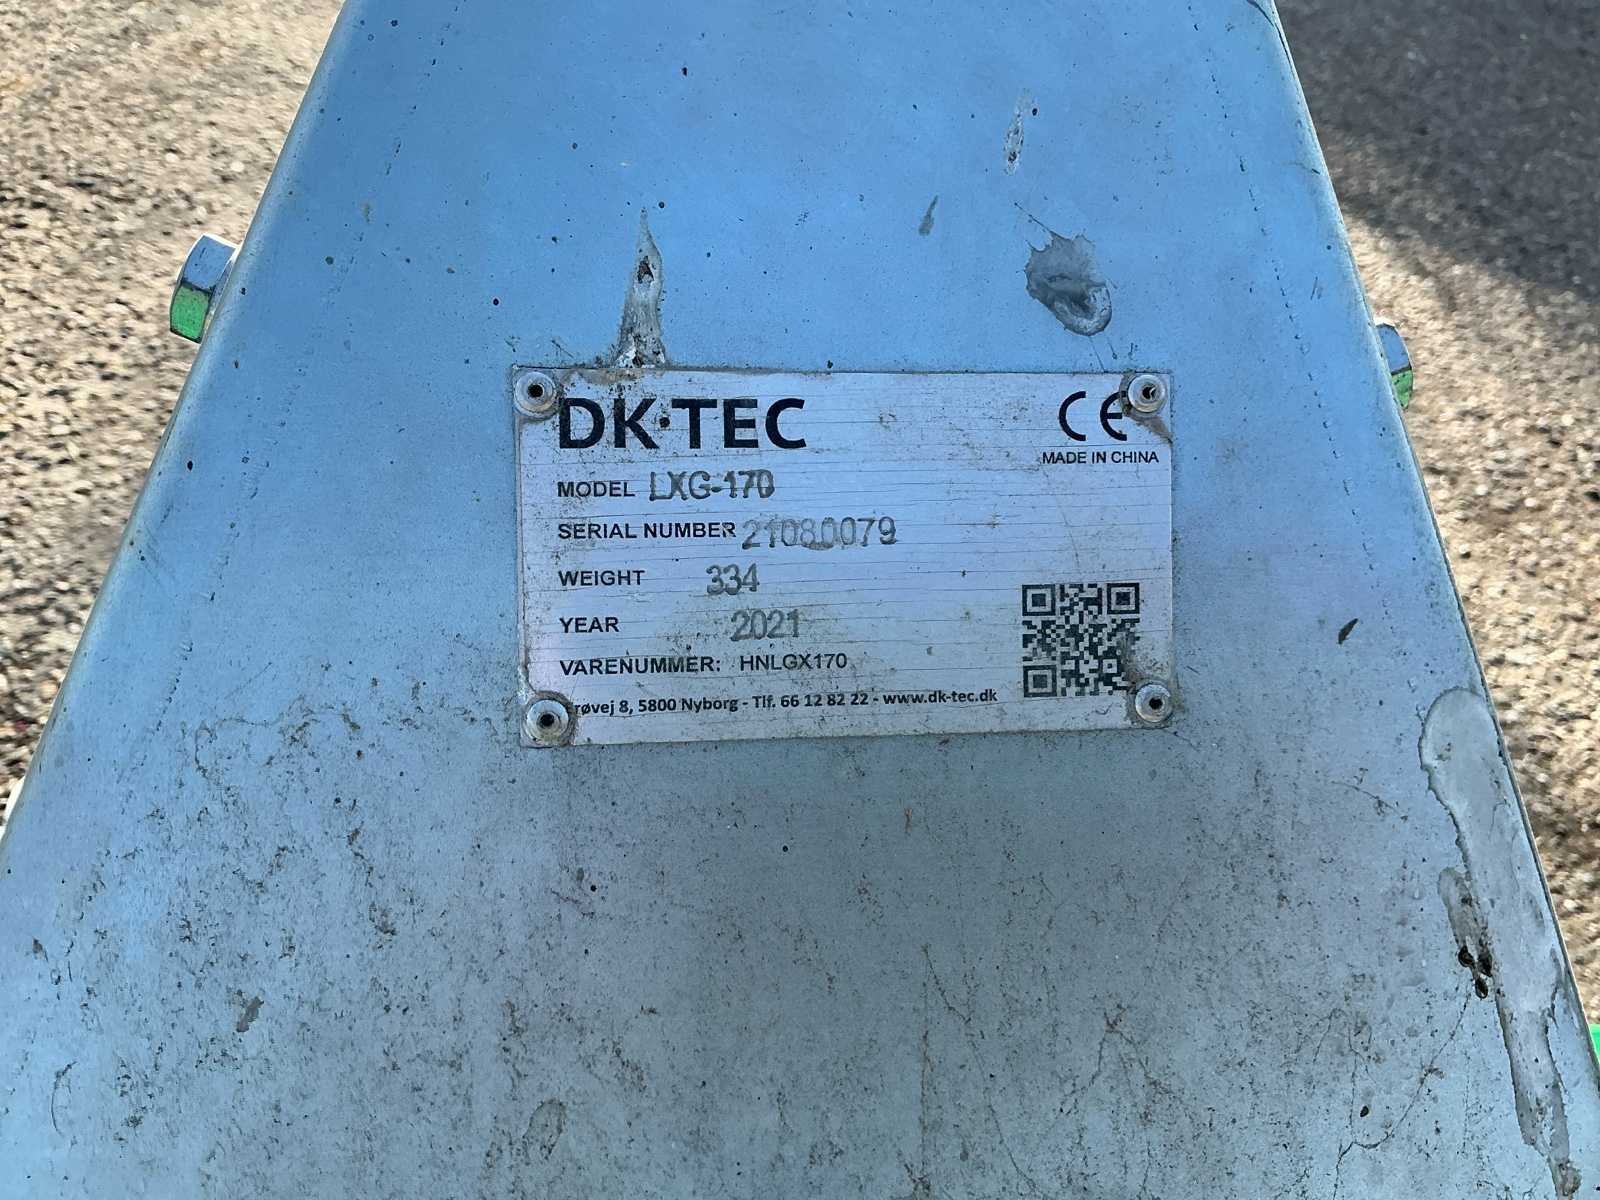 DK·TEC
CE
MADE IN CHINA
MODEL LXG-170
SERIAL NUMBER 21080079
WEIGHT 334
YEAR 2021
VARENUMMER: HNLGX170
8, 5800 Nyborg - Tlf. 66 12 82 22 - www.dk-tec.dk